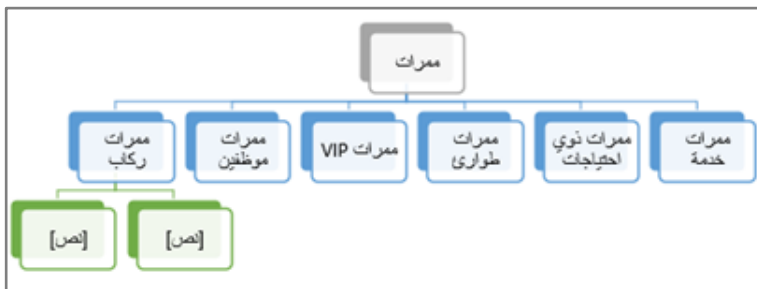 ممرات
ممرات
خدمة
ممرات ذوي
احتياجات
ممرات
طوارئ
ممرات VIP
ممرات
موظفين
ممرات
ركاب
[نص]
[نص]